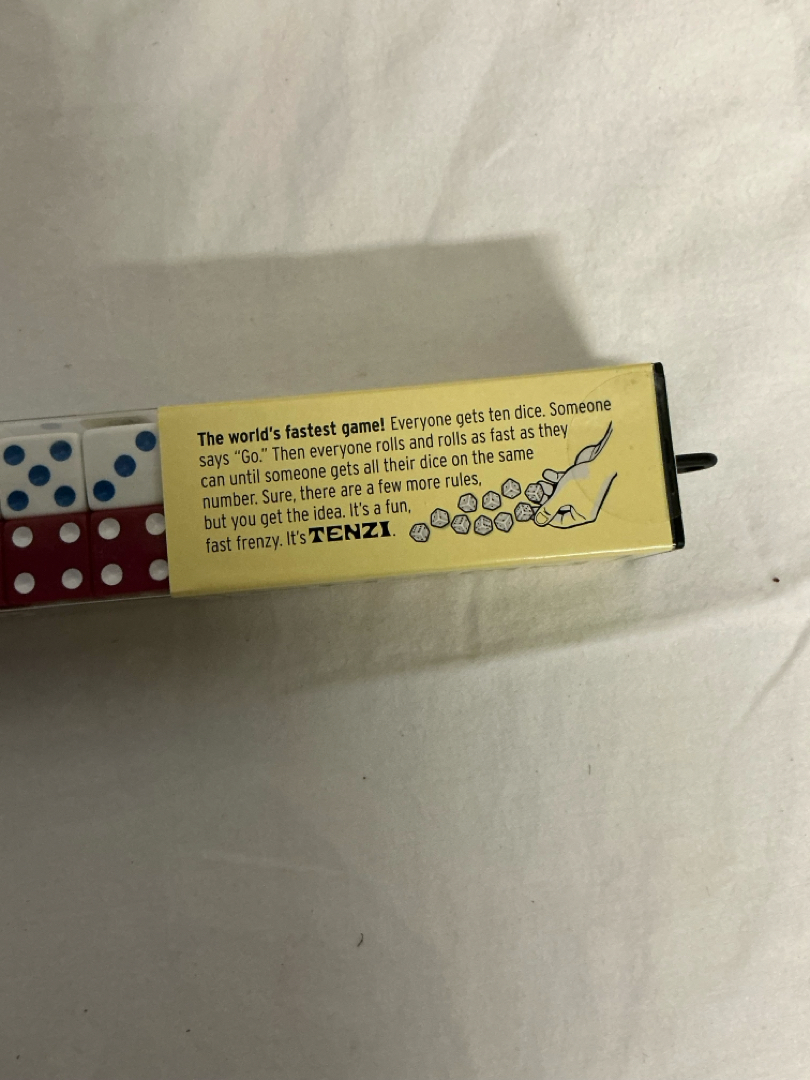 The world's fastest game! Everyone gets ten dice. Someone
says "Go." Then everyone rolls and rolls as fast as they
can until someone gets all their dice on the same
number. Sure, there are a few more rules,
but you get the idea. It's a fun,
fast frenzy. It's TENZI.